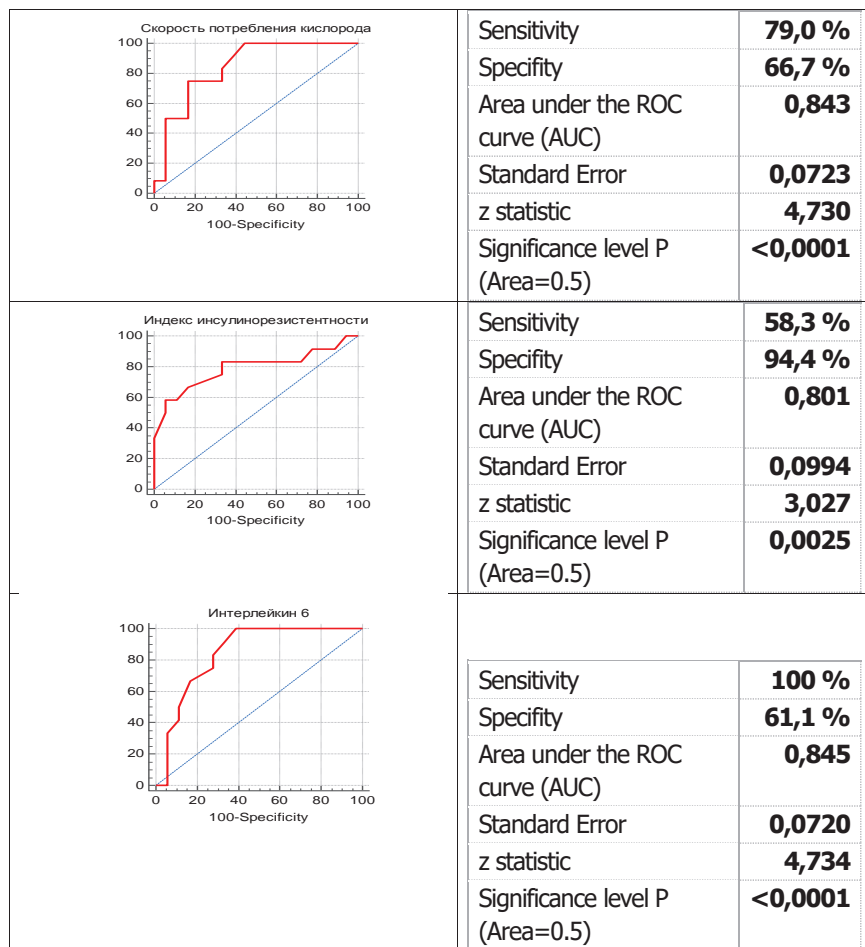 Скорость потребления кислорода
100
80
60
40
20
0
0 20 40 60 80 100
100-Specificity
Sensitivity 79,0 %
Specifity 66,7 %
Area under the ROC 0,843
curve (AUC)
Standard Error 0,0723
z statistic 4,730
Significance level P <0,0001
(Area=0.5)
Индекс инсулинорезистентности
100
80
60
40
20
0
0 20 40 60 80 100
100-Specificity
Sensitivity 58,3 %
Specifity 94,4 %
Area under the ROC 0,801
curve (AUC)
Standard Error 0,0994
z statistic 3,027
Significance level P 0,0025
(Area=0.5)
Интерлейкин 6
100
80
60
40
20
0
0 20 40 60 80 100
100-Specificity
Sensitivity 100 %
Specifity 61,1 %
Area under the ROC 0,845
curve (AUC)
Standard Error 0,0720
z statistic 4,734
Significance level P <0,0001
(Area=0.5)